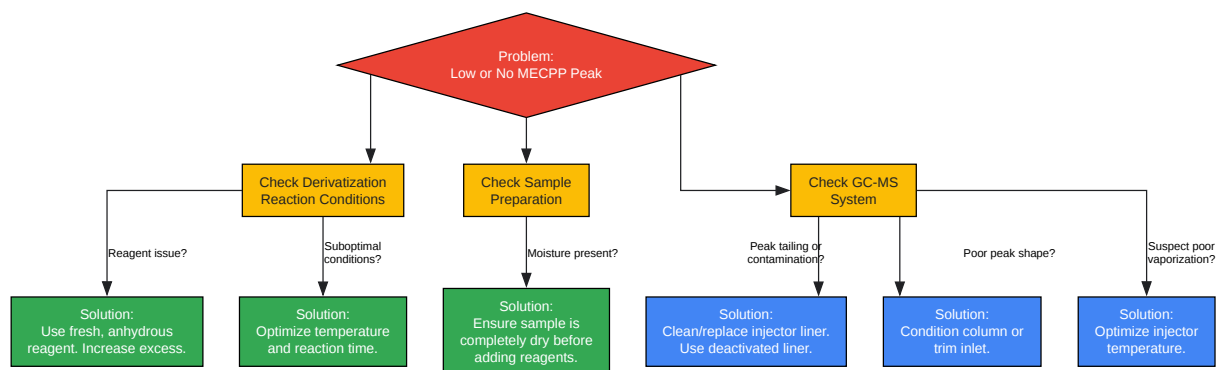 Problem:
Low or No MECPP Peak
Check Derivatization
Reaction Conditions
Check Sample
Preparation
Check GC-MS
System
Reagent issue?
Suboptimal
conditions?
Moisture present?
Peak tailing or
contamination?
Poor peak shape?
Suspect poor
vaporization?
Solution:
Use fresh, anhydrous
reagent. Increase excess.
Solution:
Optimize temperature
and reaction time.
Solution:
Ensure sample is
completely dry before
adding reagents.
Solution:
Clean/replace injector liner.
Use deactivated liner.
Solution:
Condition column or
trim inlet.
Solution:
Optimize injector
temperature.